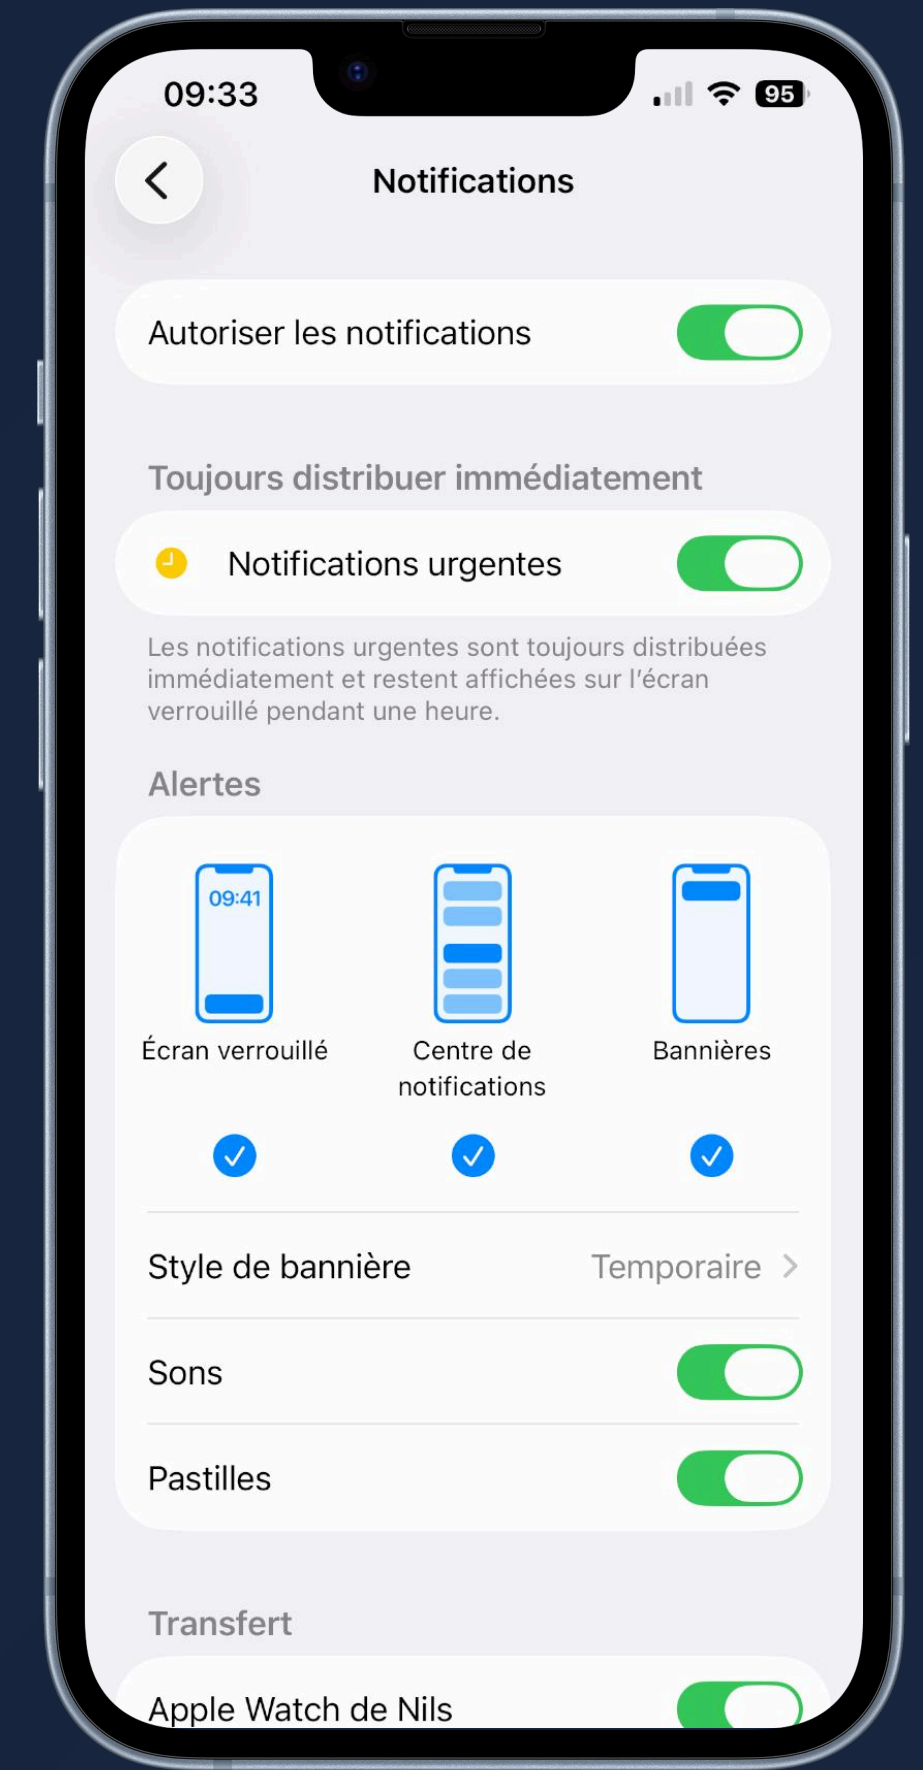 09:33
95
Notifications
Autoriser les notifications
Toujours distribuer immédiatement
Notifications urgentes
Les notifications urgentes sont toujours distribuées
immédiatement et restent affichées sur l'écran
verrouillé pendant une heure.
Alertes
09:41
Écran verrouillé
Centre de
notifications
Bannières
Style de bannière
Temporaire
Sons
Pastilles
Transfert
Apple Watch de Nils